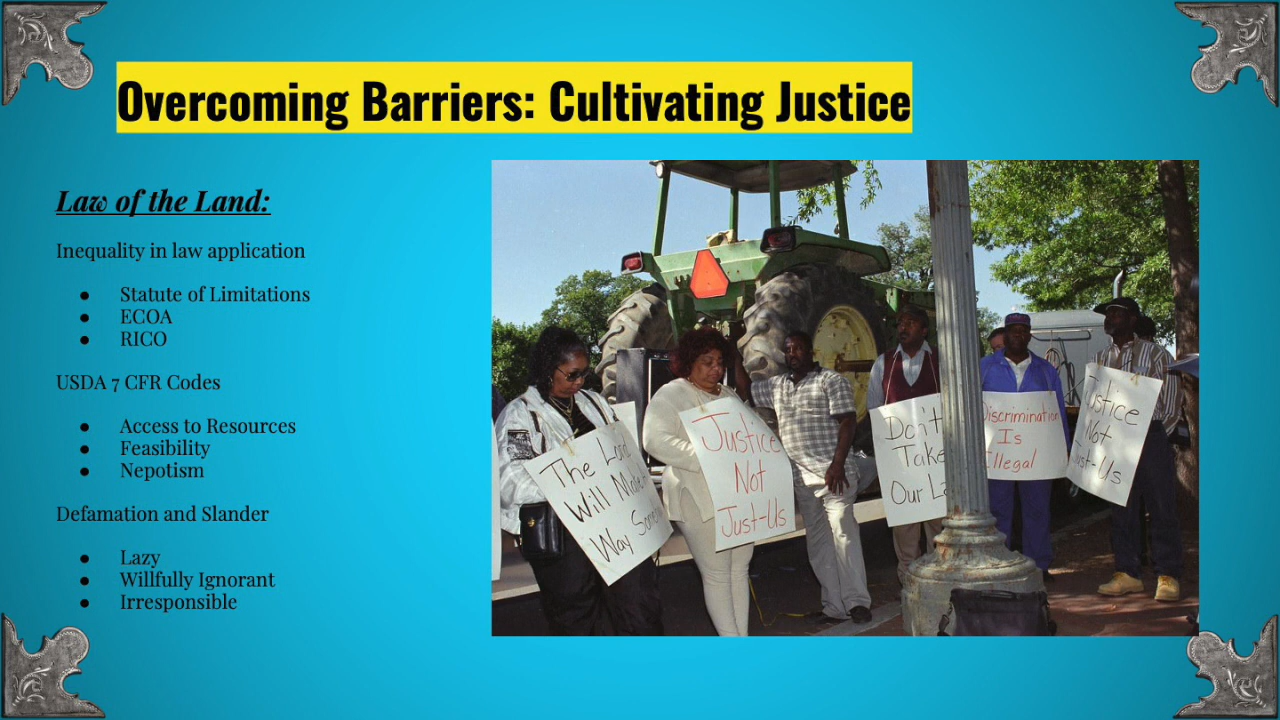 Overcoming Barriers: Cultivating Justice
Law of the Land:
Inequality in law application
● Statute of Limitations
● ECOA
● RICO
USDA 7 CFR Codes
● Access to Resources
● Feasibility
● Nepotism
Defamation and Slander
● Lazy
● Willfully Ignorant
● Irresponsible
The Lord
Will Make
Way
Justice
Not
Just-Us
Don't
Take
Our
Discrimination
Is
Illegal
Justice
Not
Just-Us